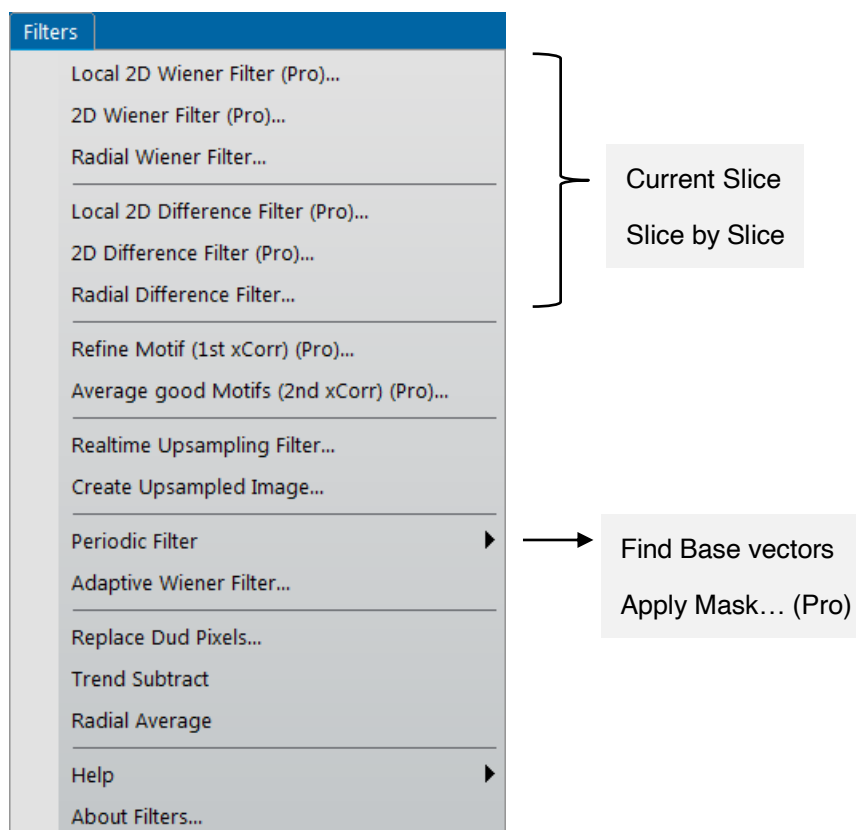 Filters
Local 2D Wiener Filter (Pro)...
2D Wiener Filter (Pro)...
Radial Wiener Filter...
Local 2D Difference Filter (Pro)...
2D Difference Filter (Pro)...
Radial Difference Filter...
Current Slice
Slice by Slice
Refine Motif (1st xCorr) (Pro)...
Average good Motifs (2nd xCorr) (Pro)...
Realtime Upsampling Filter...
Create Upsampled Image...
Periodic Filter
Adaptive Wiener Filter...
Find Base vectors
Apply Mask… (Pro)
Replace Dud Pixels...
Trend Subtract
Radial Average
Help
About Filters...